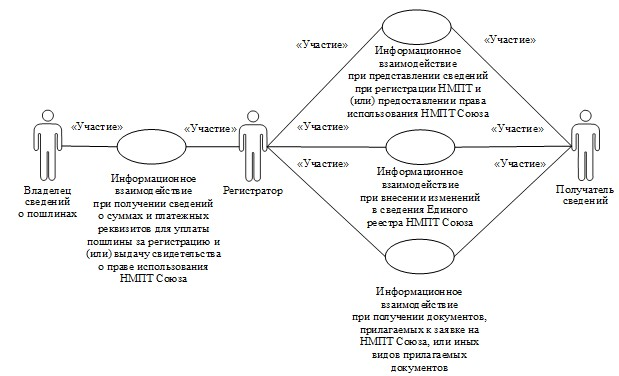 «Участие»
«Участие»
Информационное
взаимодействие
при представлении сведений
при регистрации НМПТ и
(или) предоставлении права
использования НМПТ Союза
«Участие»
«Участие»
«Участие»
«Участие»
Владелец
сведений
о пошлинах
Информационное
взаимодействие
при получении сведений
о суммах и платежных
реквизитов для уплаты
пошлины за регистрацию и
(или) выдачу свидетельства
о праве использования
НМПТ Союза
Регистратор
«Участие»
«Участие»
Информационное
взаимодействие
при внесении изменений
в сведения Единого
реестра НМПТ Союза
Получатель
сведений
Информационное
взаимодействие
при получении документов,
прилагаемых к заявке на
НМПТ Союза, или иных
видов прилагаемых
документов